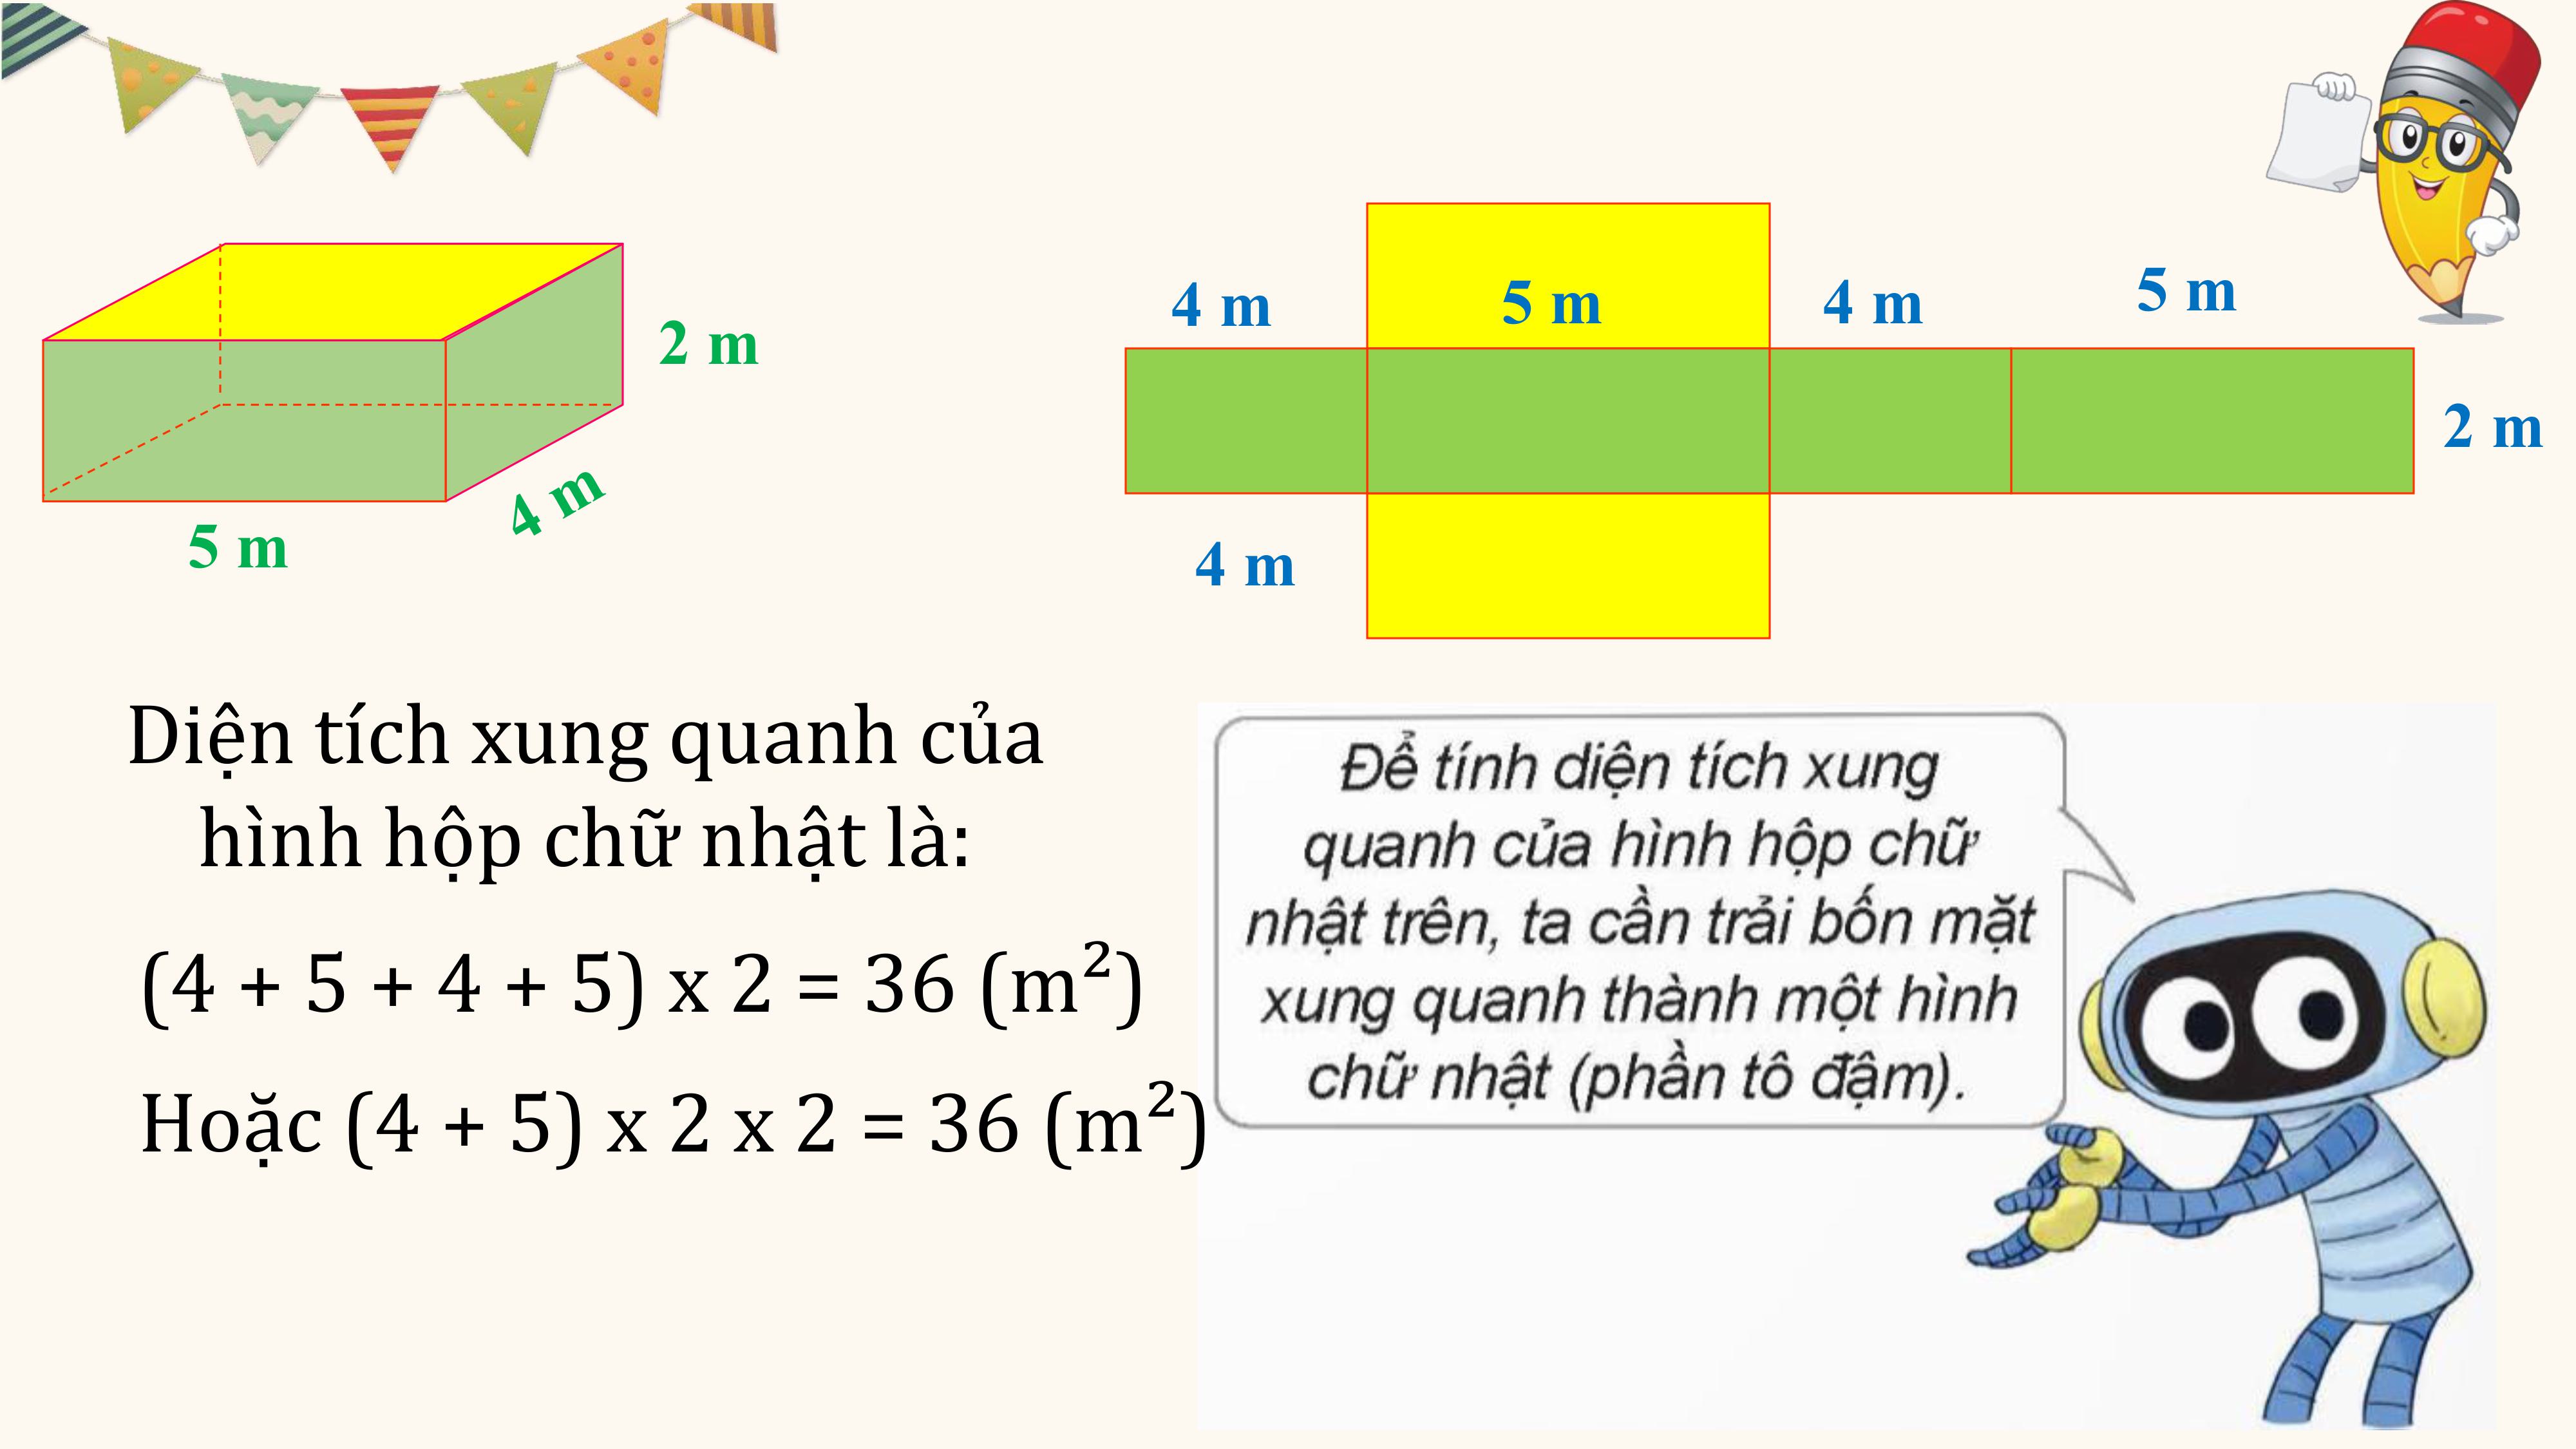 2 m
4 m
5 m
4 m
5 m
4 m
5 m
2 m
4 m
Diện tích xung quanh của
hình hộp chữ nhật là:
(4 + 5 + 4 + 5) x 2 = 36 (m²)
Hoặc (4 + 5) x 2 x 2 = 36 (m²)
Để tính diện tích xung
quanh của hình hộp chữ
nhật trên, ta cần trải bốn mặt
xung quanh thành một hình
chữ nhật (phần tô đậm).